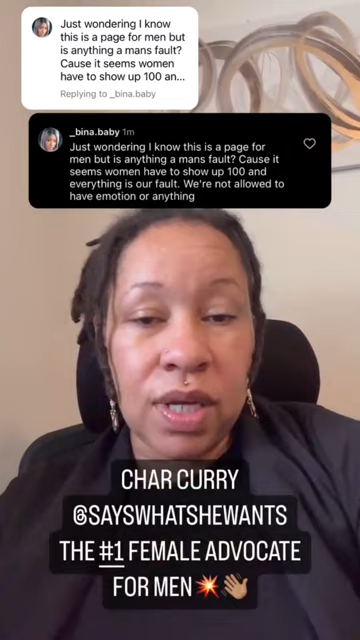 Just wondering I know
this is a page for men but
is anything a mans fault?
Cause it seems women
have to show up 100 an...
Replying to _bina.baby
_bina.baby 1m
Just wondering I know this is a page for
men but is anything a mans fault? Cause it
seems women have to show up 100 and
everything is our fault. We're not allowed to
have emotion or anything
CHAR CURRY
@SAYSWHATSHEWANTS
THE #1 FEMALE ADVOCATE
FOR MEN💥👋🏽